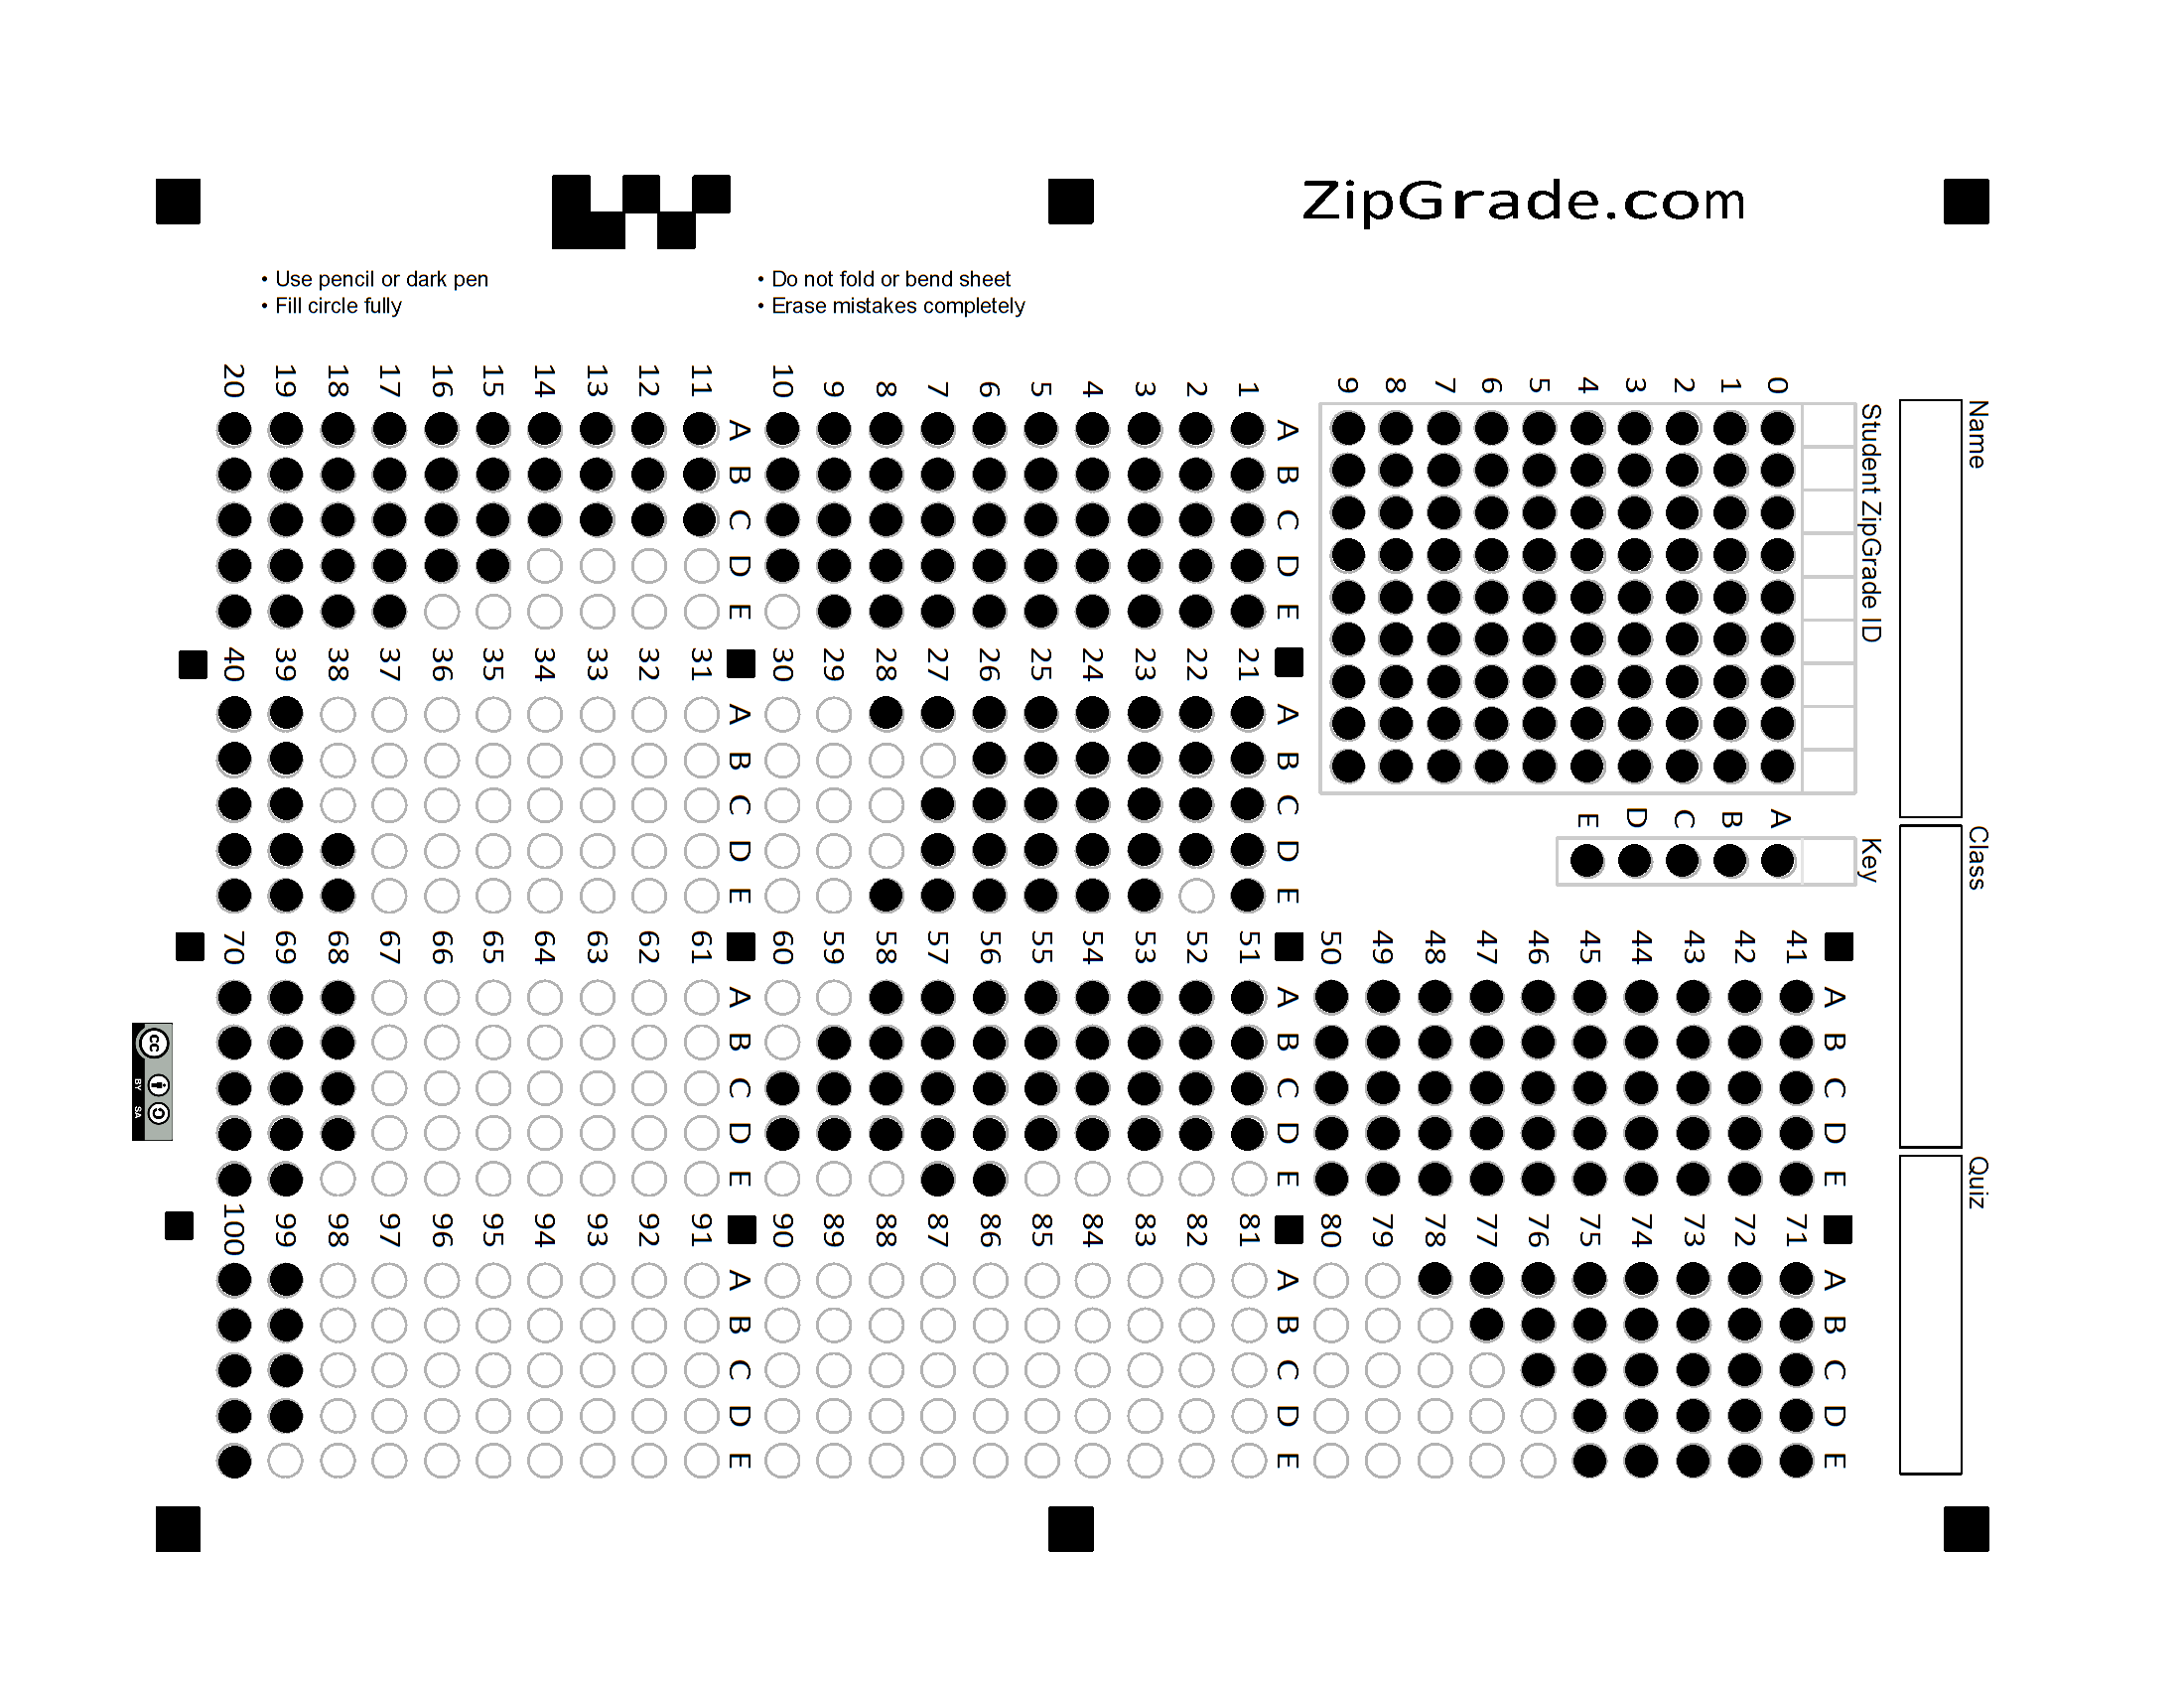 ZipGrade.com
• Use pencil or dark pen
• Fill circle fully
• Do not fold or bend sheet
• Erase mistakes completely
Name
Class
Quiz
Student ZipGrade ID
0 1 2 3 4 5 6 7 8 9
Key
A B C D E
A B C D E
1 2 3 4 5 6 7 8 9 10
A B C D E
11 12 13 14 15 16 17 18 19 20
A B C D E
21 22 23 24 25 26 27 28 29 30
A B C D E
31 32 33 34 35 36 37 38 39 40
A B C D E
41 42 43 44 45 46 47 48 49 50
A B C D E
51 52 53 54 55 56 57 58 59 60
A B C D E
61 62 63 64 65 66 67 68 69 70
A B C D E
71 72 73 74 75 76 77 78 79 80
A B C D E
81 82 83 84 85 86 87 88 89 90
A B C D E
91 92 93 94 95 96 97 98 99 100
A B C D E
cc
BY SA